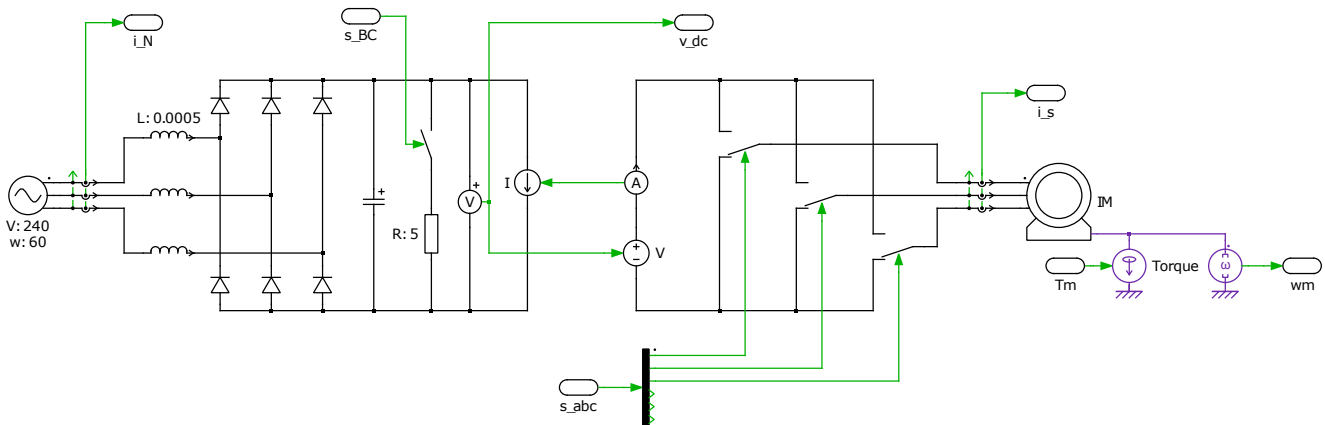 i_N
s_BC
v_dc
L: 0.0005
i_s
+
+
V: 240
w: 60
R: 5
V
I
A
+
−
V
IM
Tm
Torque
ω
wm
s_abc